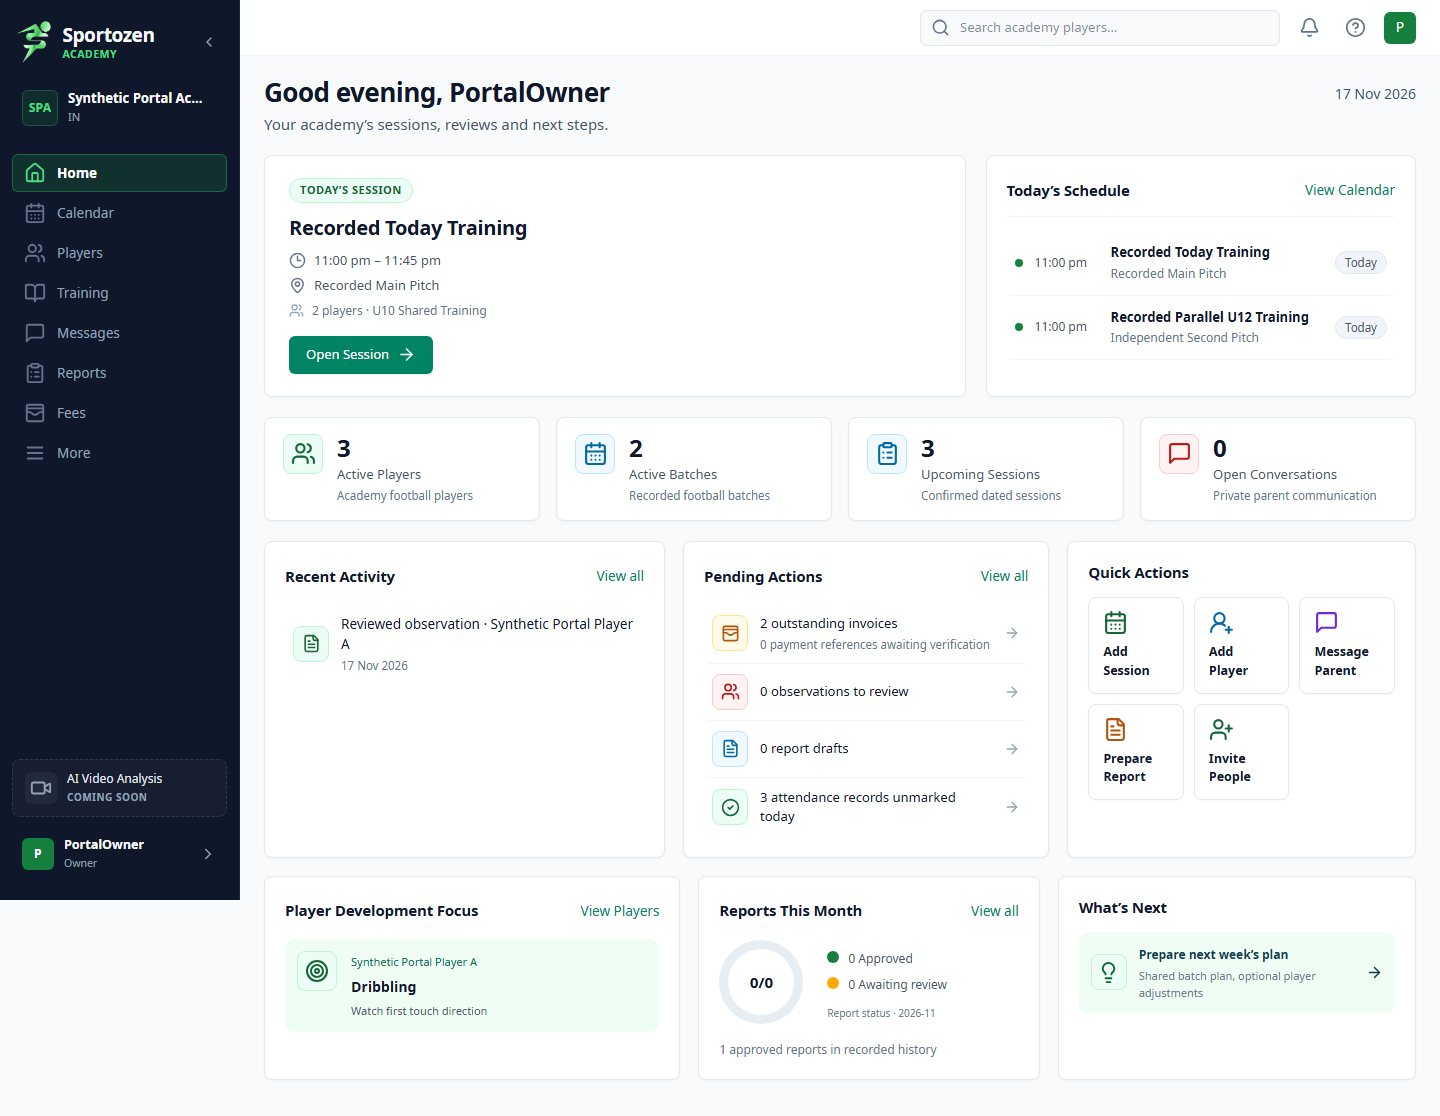 Sportozen
ACADEMY
SPA
Synthetic Portal Ac...
IN
Home
Calendar
Players
Training
Messages
Reports
Fees
More
AI Video Analysis
COMING SOON
P
PortalOwner
Owner
Search academy players...
P
Good evening, PortalOwner
17 Nov 2026
Your academy’s sessions, reviews and next steps.
TODAY’S SESSION
Recorded Today Training
11:00 pm – 11:45 pm
Recorded Main Pitch
2 players · U10 Shared Training
Open Session
Today’s Schedule
View Calendar
11:00 pm
Recorded Today Training
Recorded Main Pitch
Today
11:00 pm
Recorded Parallel U12 Training
Independent Second Pitch
Today
3
Active Players
Academy football players
2
Active Batches
Recorded football batches
3
Upcoming Sessions
Confirmed dated sessions
0
Open Conversations
Private parent communication
Recent Activity
View all
Reviewed observation · Synthetic Portal Player
A
17 Nov 2026
Pending Actions
View all
2 outstanding invoices
0 payment references awaiting verification
0 observations to review
0 report drafts
3 attendance records unmarked
today
Quick Actions
Add
Session
Add
Player
Message
Parent
Prepare
Report
Invite
People
Player Development Focus
View Players
Synthetic Portal Player A
Dribbling
Watch first touch direction
Reports This Month
View all
0/0
0 Approved
0 Awaiting review
Report status · 2026-11
1 approved reports in recorded history
What’s Next
Prepare next week’s plan
Shared batch plan, optional player
adjustments